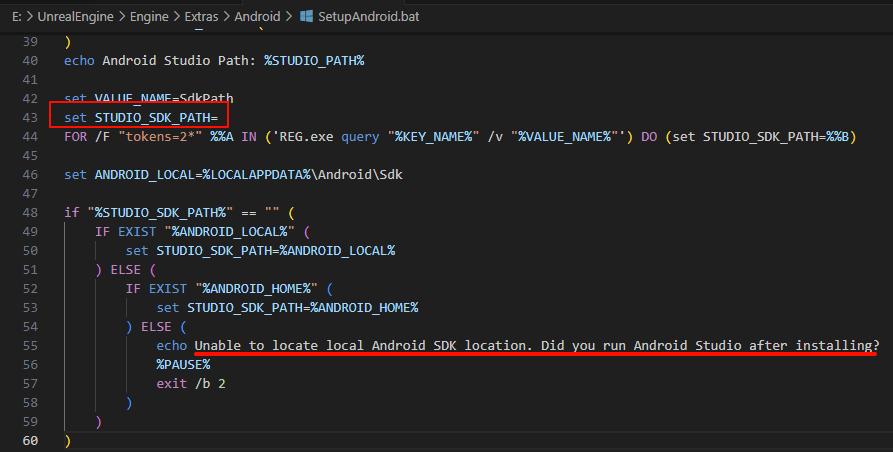 E: > UnrealEngine > Engine > Extras > Android > SetupAndroid.bat
39 )
40 echo Android Studio Path: %STUDIO_PATH%
41
42 set VALUE_NAME=SdkPath
43 set STUDIO_SDK_PATH=
44 FOR /F "tokens=2*" %%A IN ('REG.exe query "%KEY_NAME%" /v "%VALUE_NAME%"') DO (set STUDIO_SDK_PATH=%%B)
45
46 set ANDROID_LOCAL=%LOCALAPPDATA%\Android\Sdk
47
48 if "%STUDIO_SDK_PATH%" == "" (
49 IF EXIST "%ANDROID_LOCAL%" (
50 set STUDIO_SDK_PATH=%ANDROID_LOCAL%
51 ) ELSE (
52 IF EXIST "%ANDROID_HOME%" (
53 set STUDIO_SDK_PATH=%ANDROID_HOME%
54 ) ELSE (
55 echo Unable to locate local Android SDK location. Did you run Android Studio after installing?
56 %PAUSE%
57 exit /b 2
58 )
59 )
60 )